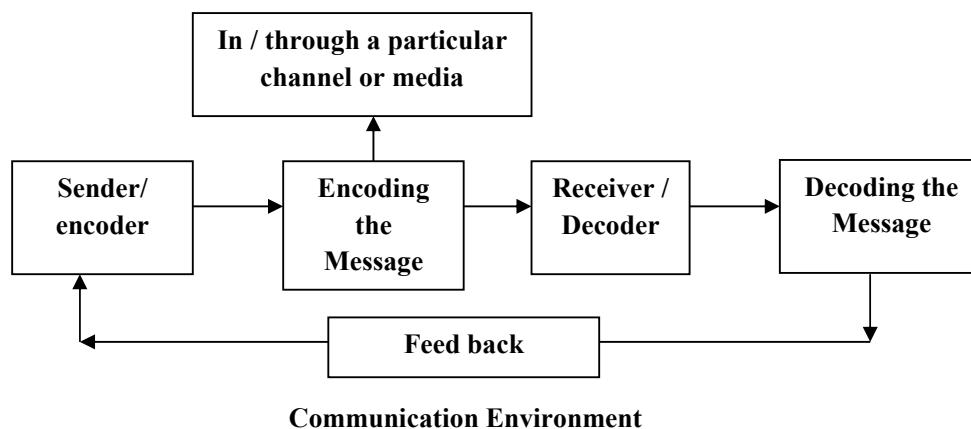 In / through a particular
channel or media
Sender/
encoder
Encoding
the
Message
Receiver /
Decoder
Decoding the
Message
Feed back
Communication Environment